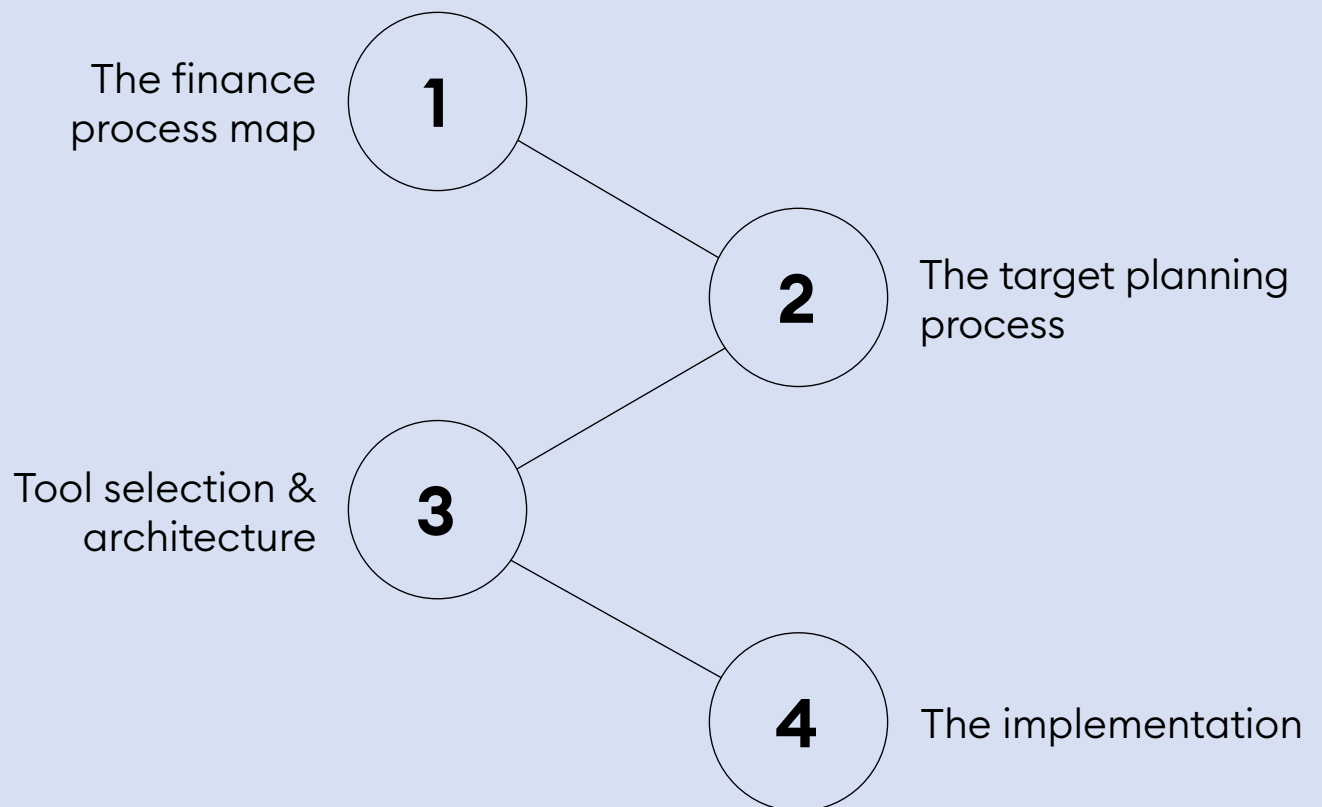 The finance
process map
1
2
The target planning
process
Tool selection &
architecture
3
4
The implementation